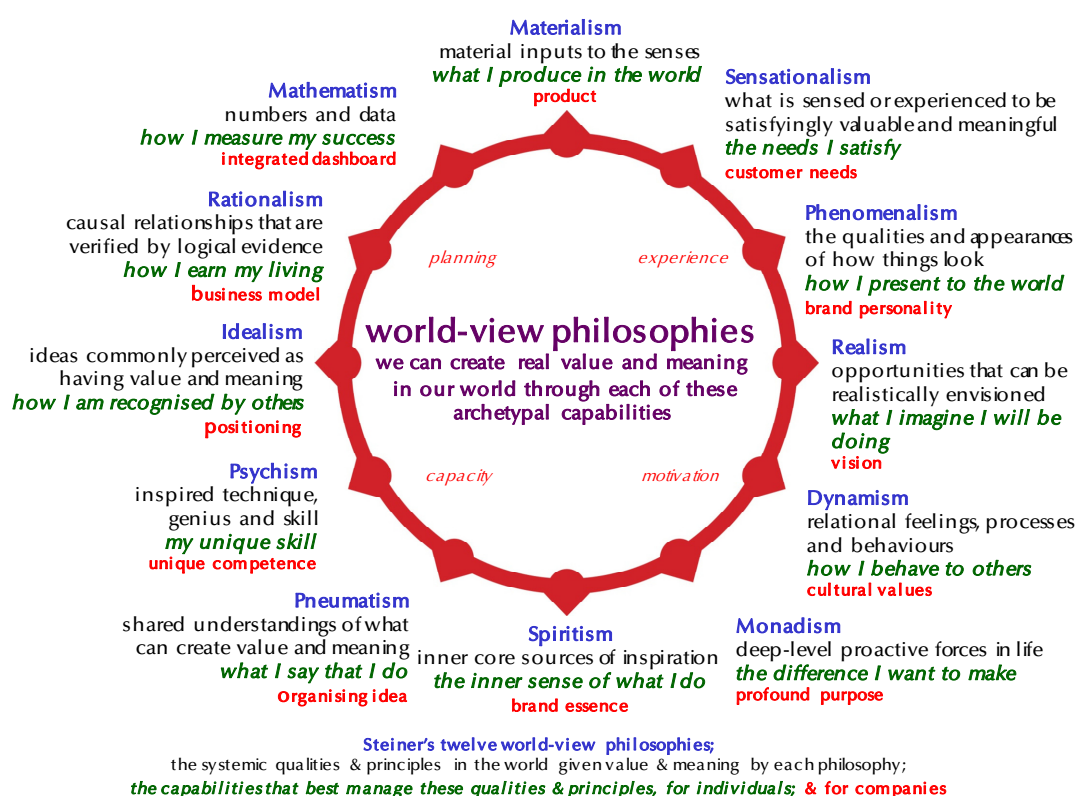 Materialism
material inputs to the senses
what I produce in the world
product
Sensationalism
what is sensed or experienced to be
satisfyingly valuable and meaningful
the needs I satisfy
customer needs
Phenomenalism
the qualities and appearances
of how things look
how I present to the world
brand personality
Realism
opportunities that can be
realistically envisioned
what I imagine I will be
doing
vision
Dynamism
relational feelings, processes
and behaviours
how I behave to others
cultural values
Monadism
deep-level proactive forces in life
the difference I want to make
profound purpose
Spiritism
inner core sources of inspiration
the inner sense of what I do
brand essence
Pneumatism
shared understandings of what
can create value and meaning
what I say that I do
organising idea
Psychism
inspired technique,
genius and skill
my unique skill
unique competence
Idealism
ideas commonly perceived as
having value and meaning
how I am recognised by others
positioning
Rationalism
causal relationships that are
verified by logical evidence
how I earn my living
business model
Mathematism
numbers and data
how I measure my success
integrated dashboard
planning
experience
world-view philosophies
we can create real value and meaning
in our world through each of these
archetypal capabilities
capacity
motivation
Steiner's twelve world-view philosophies;
the systemic qualities & principles in the world given value & meaning by each philosophy;
the capabilities that best manage these qualities & principles, for individuals; & for companies